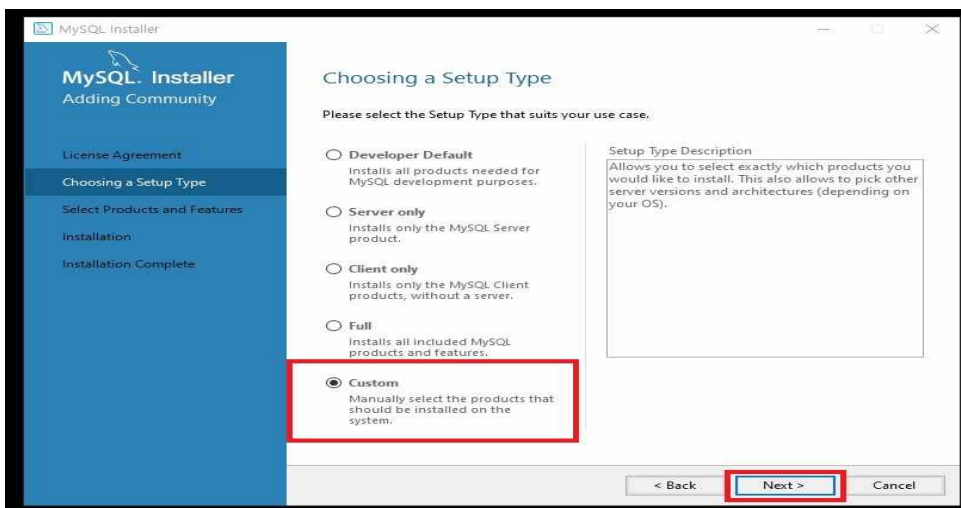 MySQL Installer
MySQL. Installer
Adding Community
License Agreement
Choosing a Setup Type
Select Products and Features
Installation
Installation Complete
Choosing a Setup Type
Please select the Setup Type that suits your use case.
Developer Default
Installs all products needed for
MySQL development purposes.
Server only
Installs only the MySQL Server
product.
Client only
Installs only the MySQL Client
products, without a server.
Full
Installs all included MySQL
products and features.
Custom
Manually select the products that
should be installed on the
system.
Setup Type Description
Allows you to select exactly which products you
would like to install. This also allows to pick other
server versions and architectures (depending on
your OS).
< Back
Next >
Cancel